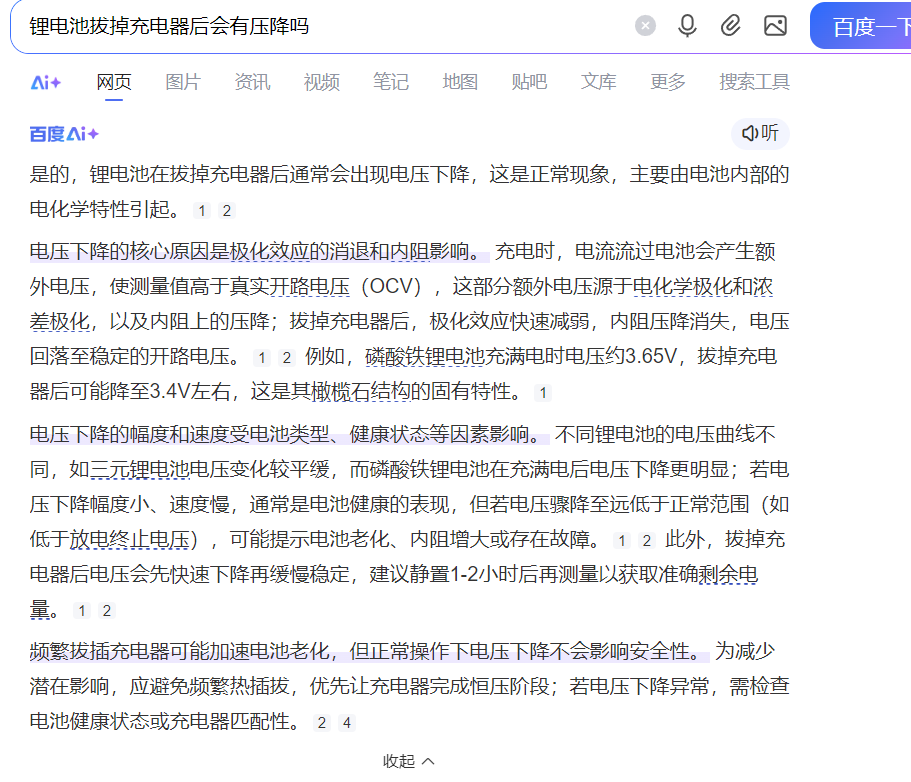 锂电池拔掉充电器后会有压降吗
百度一下
Ai+ 网页 图片 资讯 视频 笔记 地图 贴吧 文库 更多 搜索工具
百度Ai+ 听
是的，锂电池在拔掉充电器后通常会出现电压下降，这是正常现象，主要由电池内部的
电化学特性引起。 1 2
电压下降的核心原因是极化效应的消退和内阻影响。 充电时，电流流过电池会产生额
外电压，使测量值高于真实开路电压（OCV），这部分额外电压源于电化学极化和浓
差极化，以及内阻上的压降；拔掉充电器后，极化效应快速减弱，内阻压降消失，电压
回落至稳定的开路电压。 1 2 例如，磷酸铁锂电池充满电时电压约3.65V，拔掉充电
器后可能降至3.4V左右，这是其橄榄石结构的固有特性。 1
电压下降的幅度和速度受电池类型、健康状态等因素影响。 不同锂电池的电压曲线不
同，如三元锂电池电压变化较平缓，而磷酸铁锂电池在充满电后电压下降更明显；若电
压下降幅度小、速度慢，通常是电池健康的表现，但若电压骤降至远低于正常范围（如
低于放电终止电压），可能提示电池老化、内阻增大或存在故障。 1 2 此外，拔掉充
电器后电压会先快速下降再缓慢稳定，建议静置1-2小时后再测量以获取准确剩余电
量。 1 2
频繁拔插充电器可能加速电池老化，但正常操作下电压下降不会影响安全性。 为减少
潜在影响，应避免频繁热插拔，优先让充电器完成恒压阶段；若电压下降异常，需检查
电池健康状态或充电器匹配性。 2 4
收起